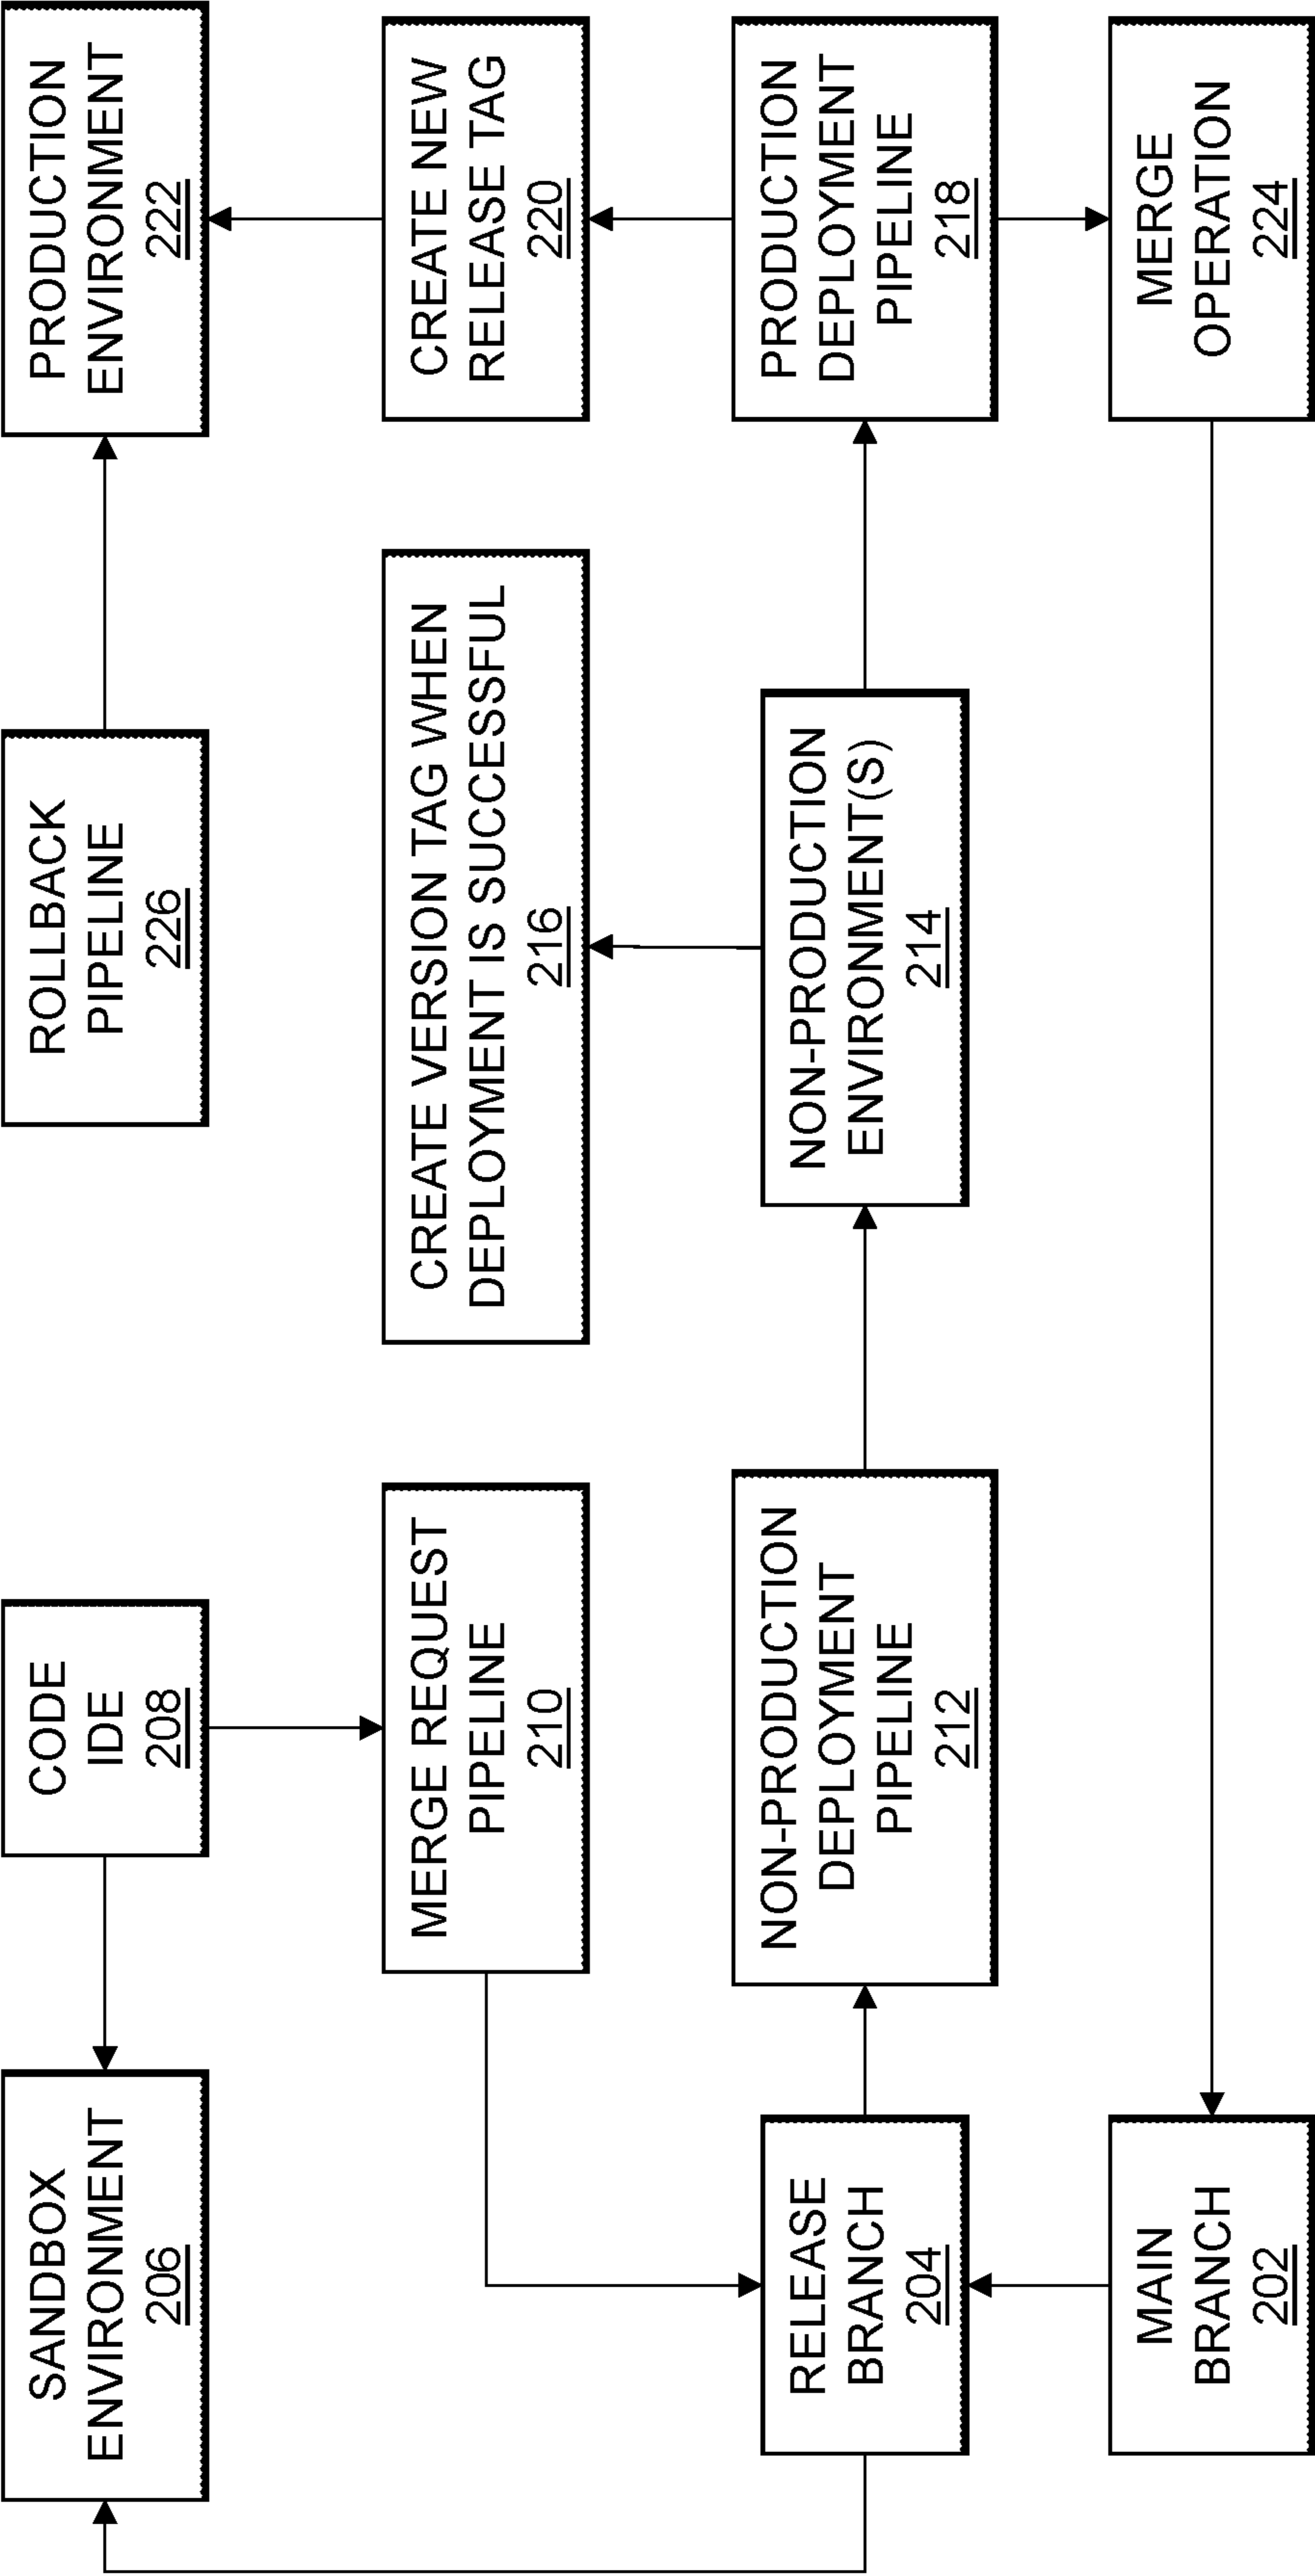 SANDBOX
ENVIRONMENT
206
CODE
IDE
208
ROLLBACK
PIPELINE
226
PRODUCTION
ENVIRONMENT
222
MERGE REQUEST
PIPELINE
210
CREATE VERSION TAG WHEN
DEPLOYMENT IS SUCCESSFUL
216
CREATE NEW
RELEASE TAG
220
RELEASE
BRANCH
204
NON-PRODUCTION
DEPLOYMENT
PIPELINE
212
NON-PRODUCTION
ENVIRONMENT(S)
214
PRODUCTION
DEPLOYMENT
PIPELINE
218
MAIN
BRANCH
202
MERGE
OPERATION
224